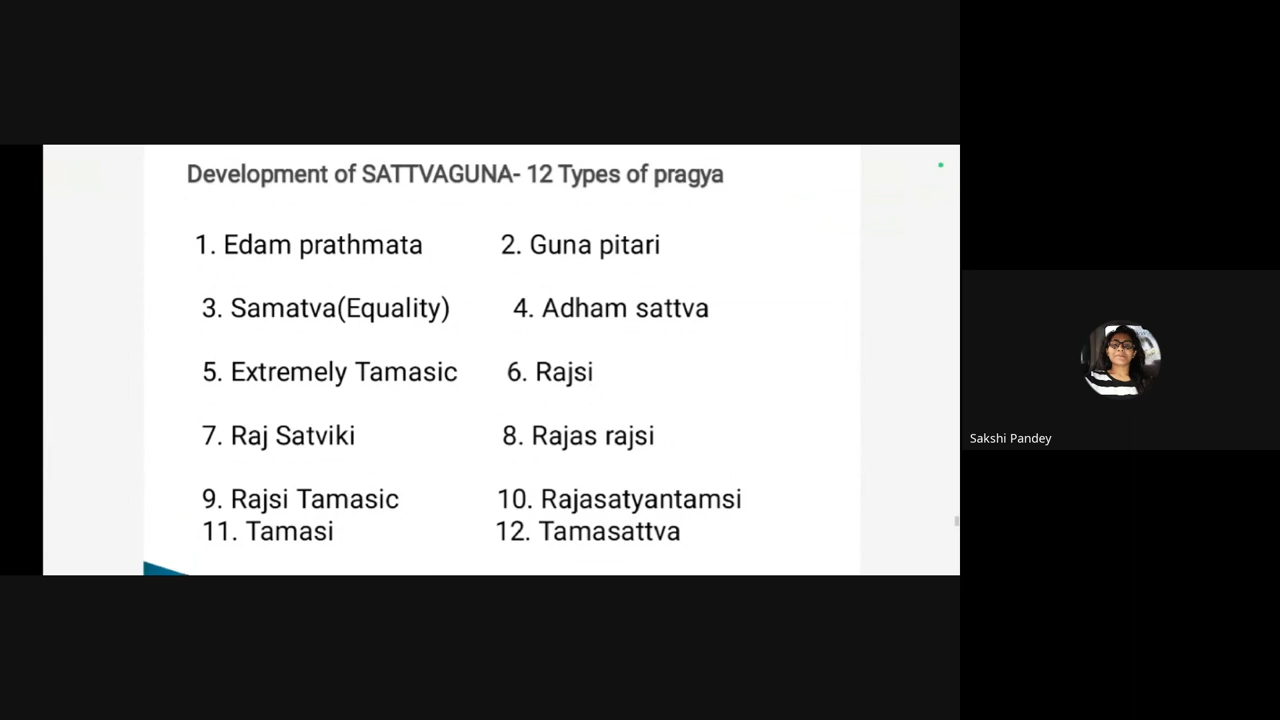 Development of SATTVAGUNA- 12 Types of pragya
1. Edam prathmata 2. Guna pitari
3. Samatva(Equality) 4. Adham sattva
5. Extremely Tamasic 6. Rajsi
7. Raj Satviki 8. Rajas rajsi
9. Rajsi Tamasic 10. Rajasatyantamsi
11. Tamasi 12. Tamasattva
Sakshi Pandey